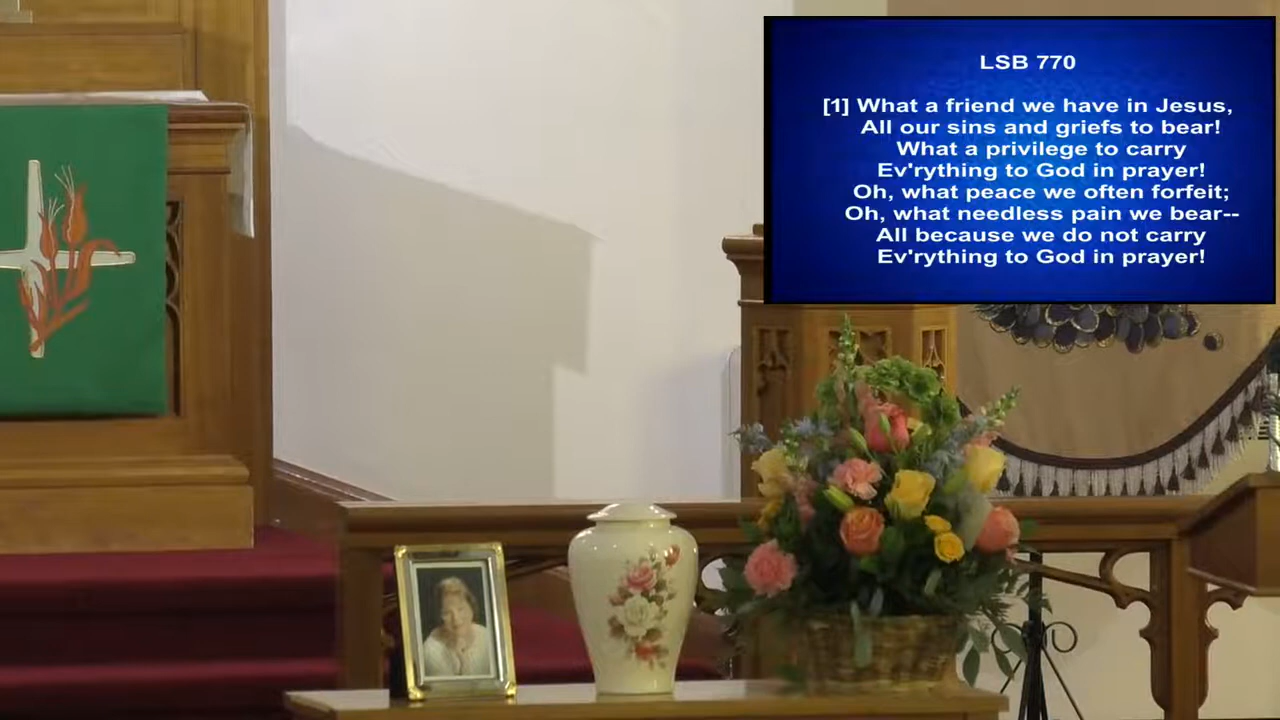 LSB 770
[1] What a friend we have in Jesus,
All our sins and griefs to bear!
What a privilege to carry
Ev'rything to God in prayer!
Oh, what peace we often forfeit;
Oh, what needless pain we bear--
All because we do not carry
Ev'rything to God in prayer!